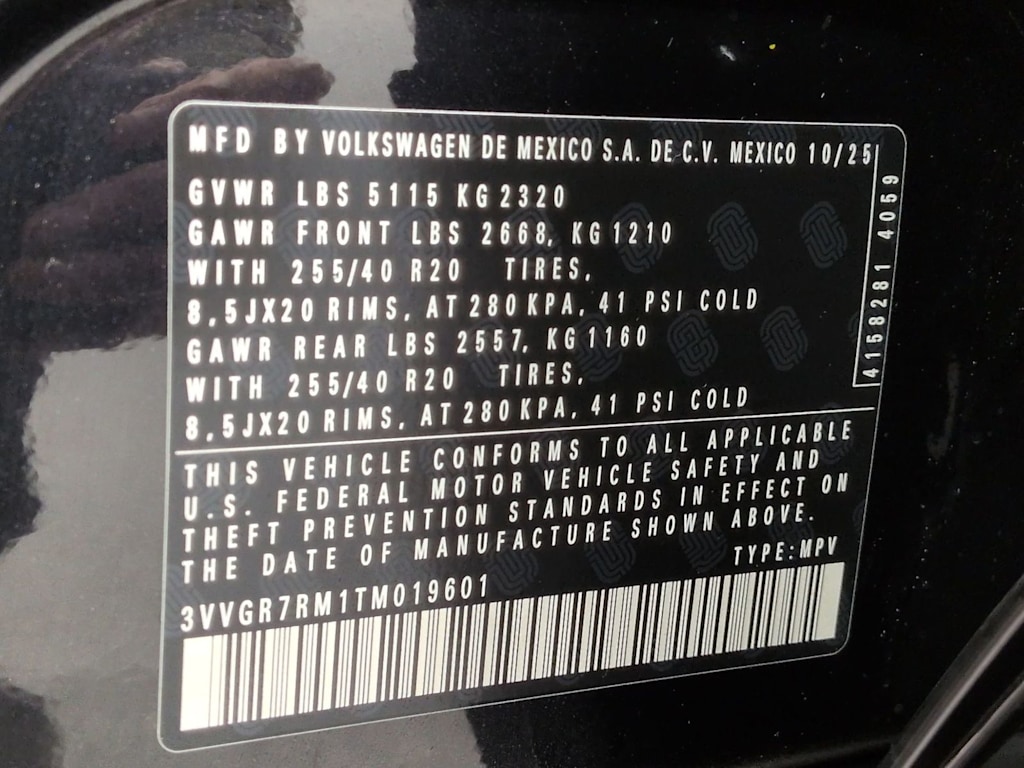 MFD BY VOLKSWAGEN DE MEXICO S.A. DE C.V. MEXICO 10/25
GVWR LBS 5115 KG 2320
GAWR FRONT LBS 2668, KG 1210
WITH 255/40 R20 TIRES,
8,5JX20 RIMS, AT 280 KPA, 41 PSI COLD
GAWR REAR LBS 2557, KG 1160
WITH 255/40 R20 TIRES,
8,5JX20 RIMS, AT 280 KPA, 41 PSI COLD
4158281 4059
THIS VEHICLE CONFORMS TO ALL APPLICABLE
U.S. FEDERAL MOTOR VEHICLE SAFETY AND
THEFT PREVENTION STANDARDS IN EFFECT ON
THE DATE OF MANUFACTURE SHOWN ABOVE.
TYPE: MPV
3VVGR7RM1TM019601